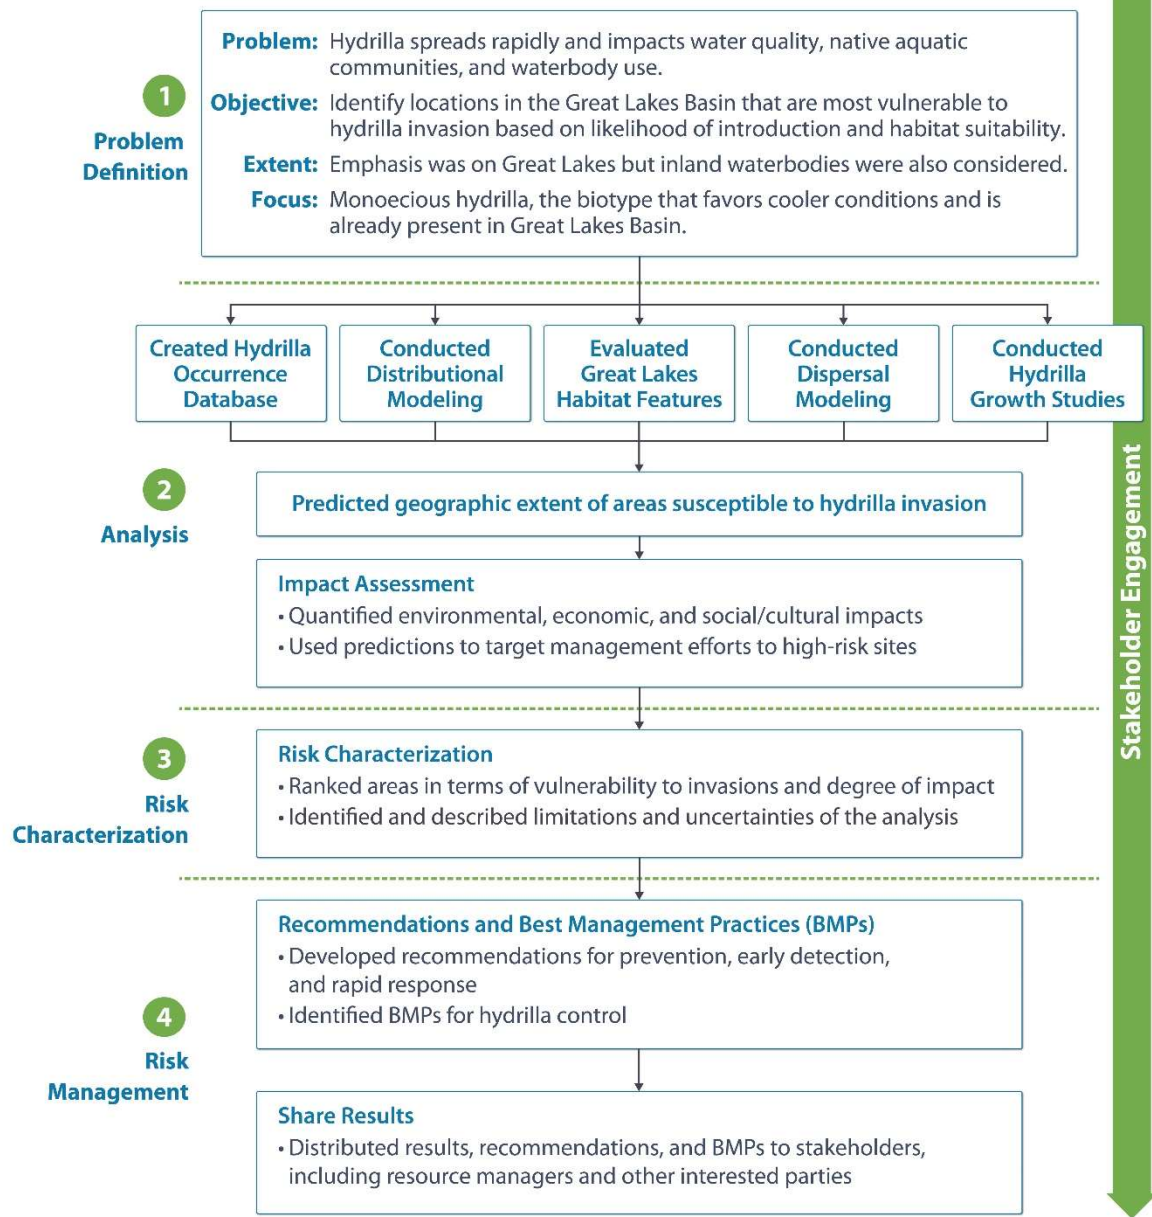 1
Problem
Definition
Problem: Hydrilla spreads rapidly and impacts water quality, native aquatic
communities, and waterbody use.
Objective: Identify locations in the Great Lakes Basin that are most vulnerable to
hydrilla invasion based on likelihood of introduction and habitat suitability.
Extent: Emphasis was on Great Lakes but inland waterbodies were also considered.
Focus: Monoecious hydrilla, the biotype that favors cooler conditions and is
already present in Great Lakes Basin.
Created Hydrilla
Occurrence
Database
Conducted
Distributional
Modeling
Evaluated
Great Lakes
Habitat Features
Conducted
Dispersal
Modeling
Conducted
Hydrilla
Growth Studies
2
Analysis
Predicted geographic extent of areas susceptible to hydrilla invasion
Impact Assessment
• Quantified environmental, economic, and social/cultural impacts
• Used predictions to target management efforts to high-risk sites
3
Risk
Characterization
Risk Characterization
• Ranked areas in terms of vulnerability to invasions and degree of impact
• Identified and described limitations and uncertainties of the analysis
4
Risk
Management
Recommendations and Best Management Practices (BMPs)
• Developed recommendations for prevention, early detection,
and rapid response
• Identified BMPs for hydrilla control
Share Results
• Distributed results, recommendations, and BMPs to stakeholders,
including resource managers and other interested parties
Stakeholder Engagement